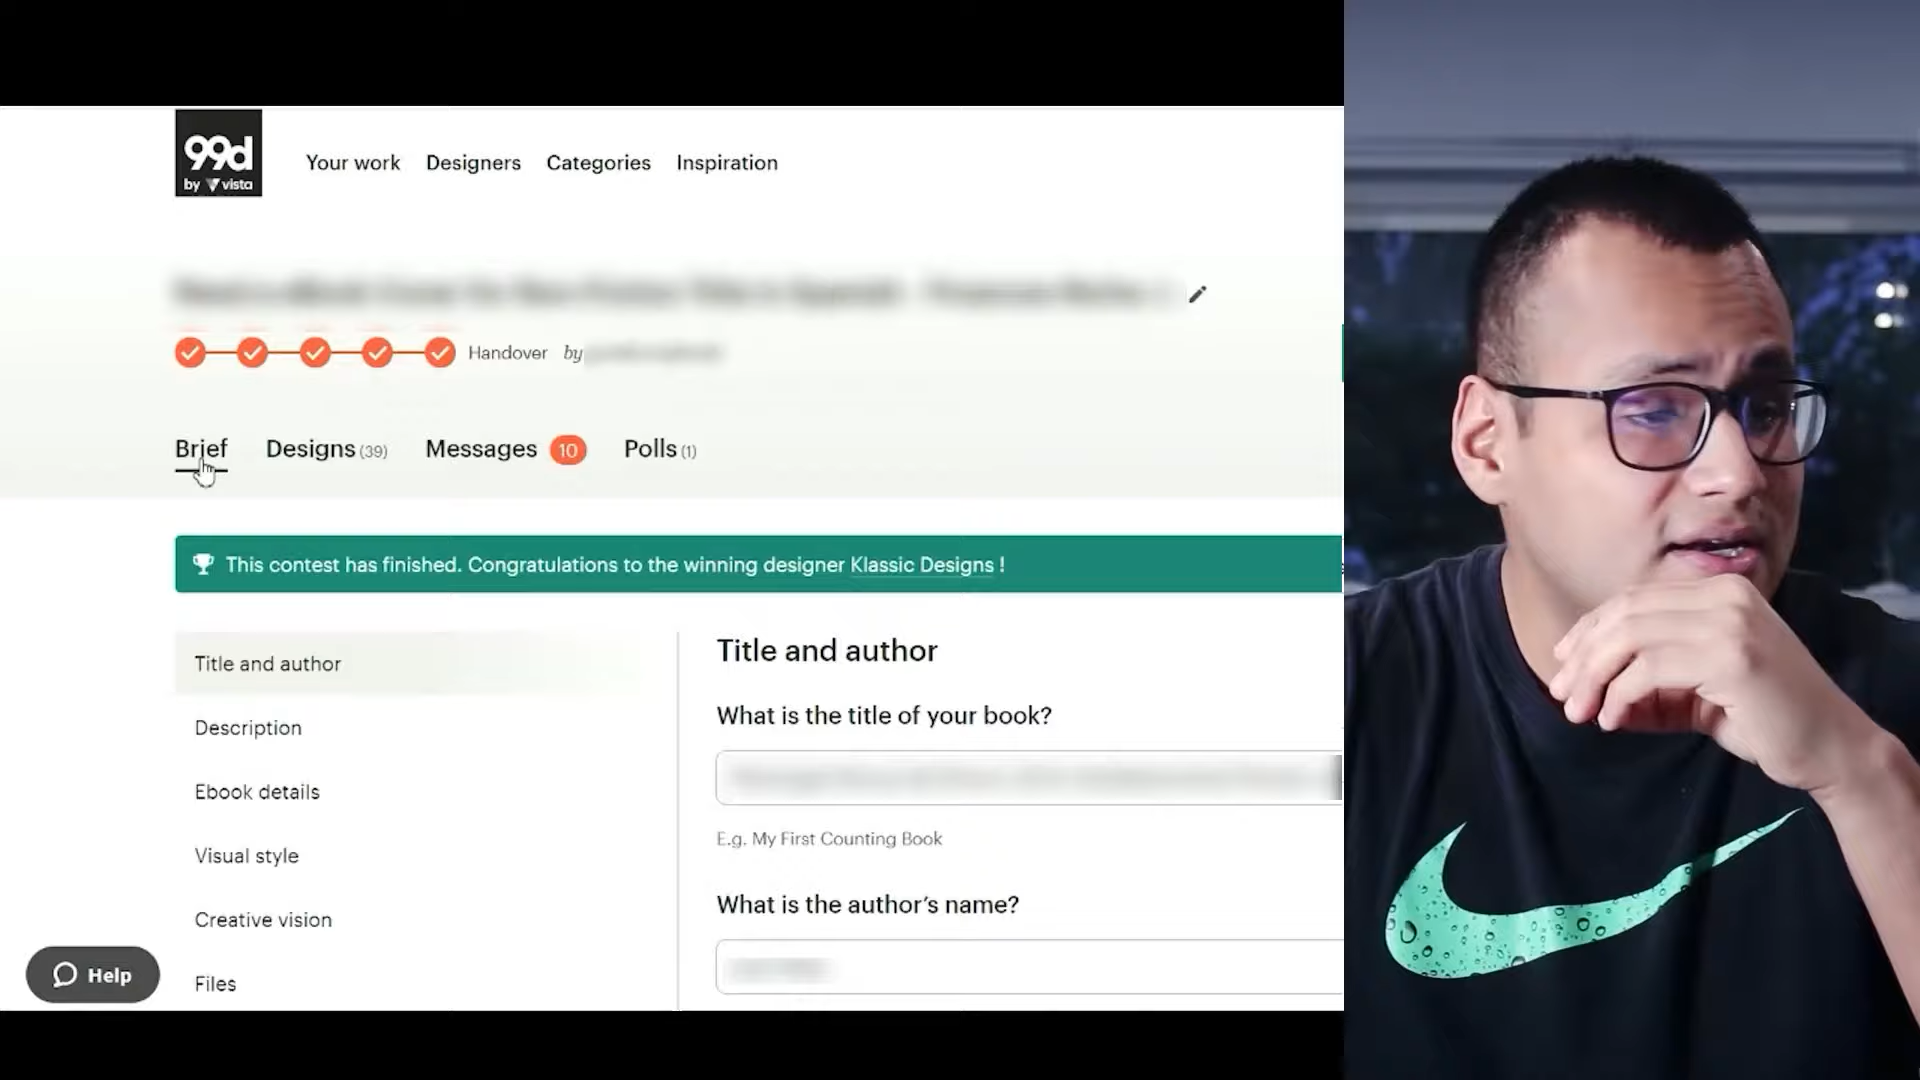 99d
by vista
Your work Designers Categories Inspiration
Handover by
Brief Designs (39) Messages 10 Polls (1)
This contest has finished. Congratulations to the winning designer Klassic Designs !
Title and author
Description
Ebook details
Visual style
Creative vision
Files
Help
Title and author
What is the title of your book?
E.g. My First Counting Book
What is the author's name?